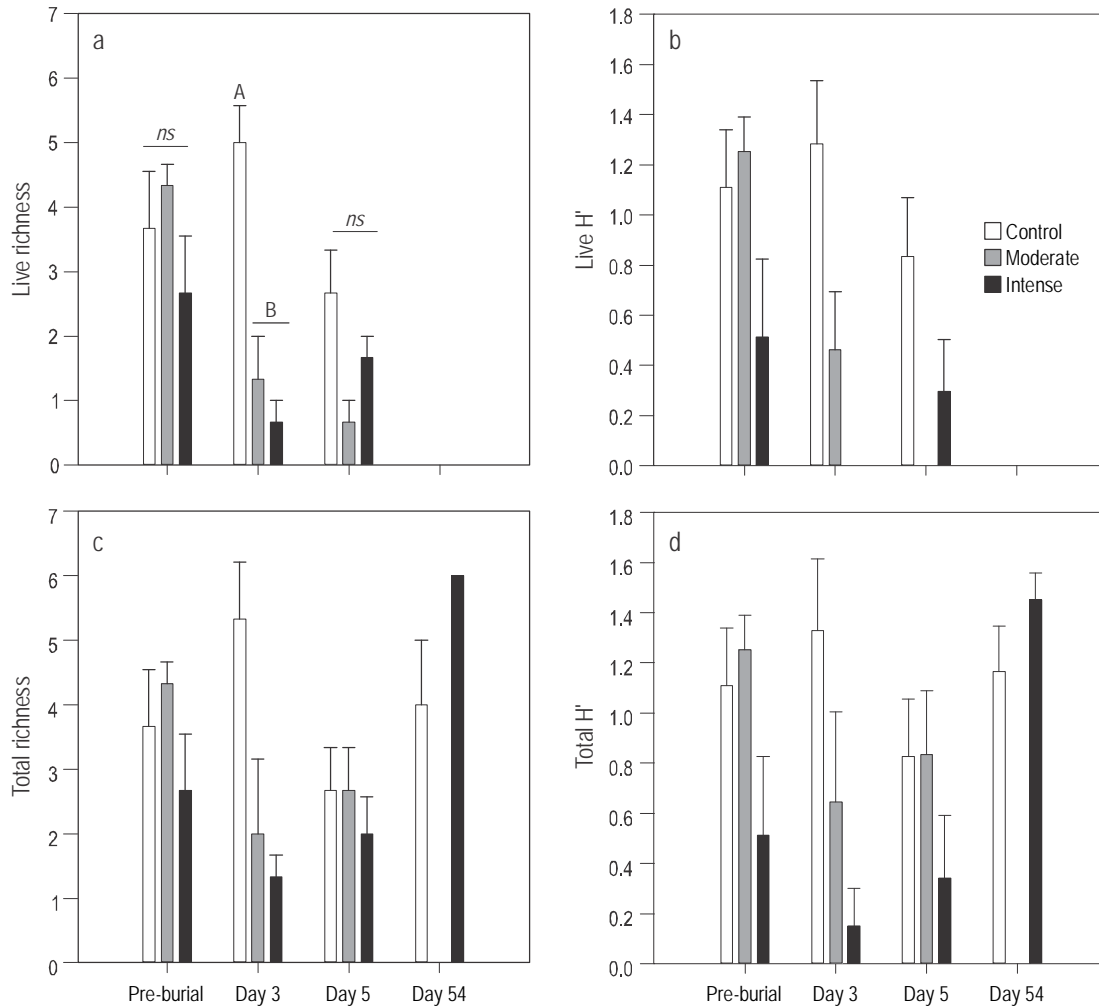 a
Live richness
7
6
5
4
3
2
1
0
ns
A
B
ns
b
Live H'
1.8
1.6
1.4
1.2
1.0
0.8
0.6
0.4
0.2
0.0
Control
Moderate
Intense
c
Total richness
7
6
5
4
3
2
1
0
Pre-burial Day 3 Day 5 Day 54
d
Total H'
1.8
1.6
1.4
1.2
1.0
0.8
0.6
0.4
0.2
0.0
Pre-burial Day 3 Day 5 Day 54